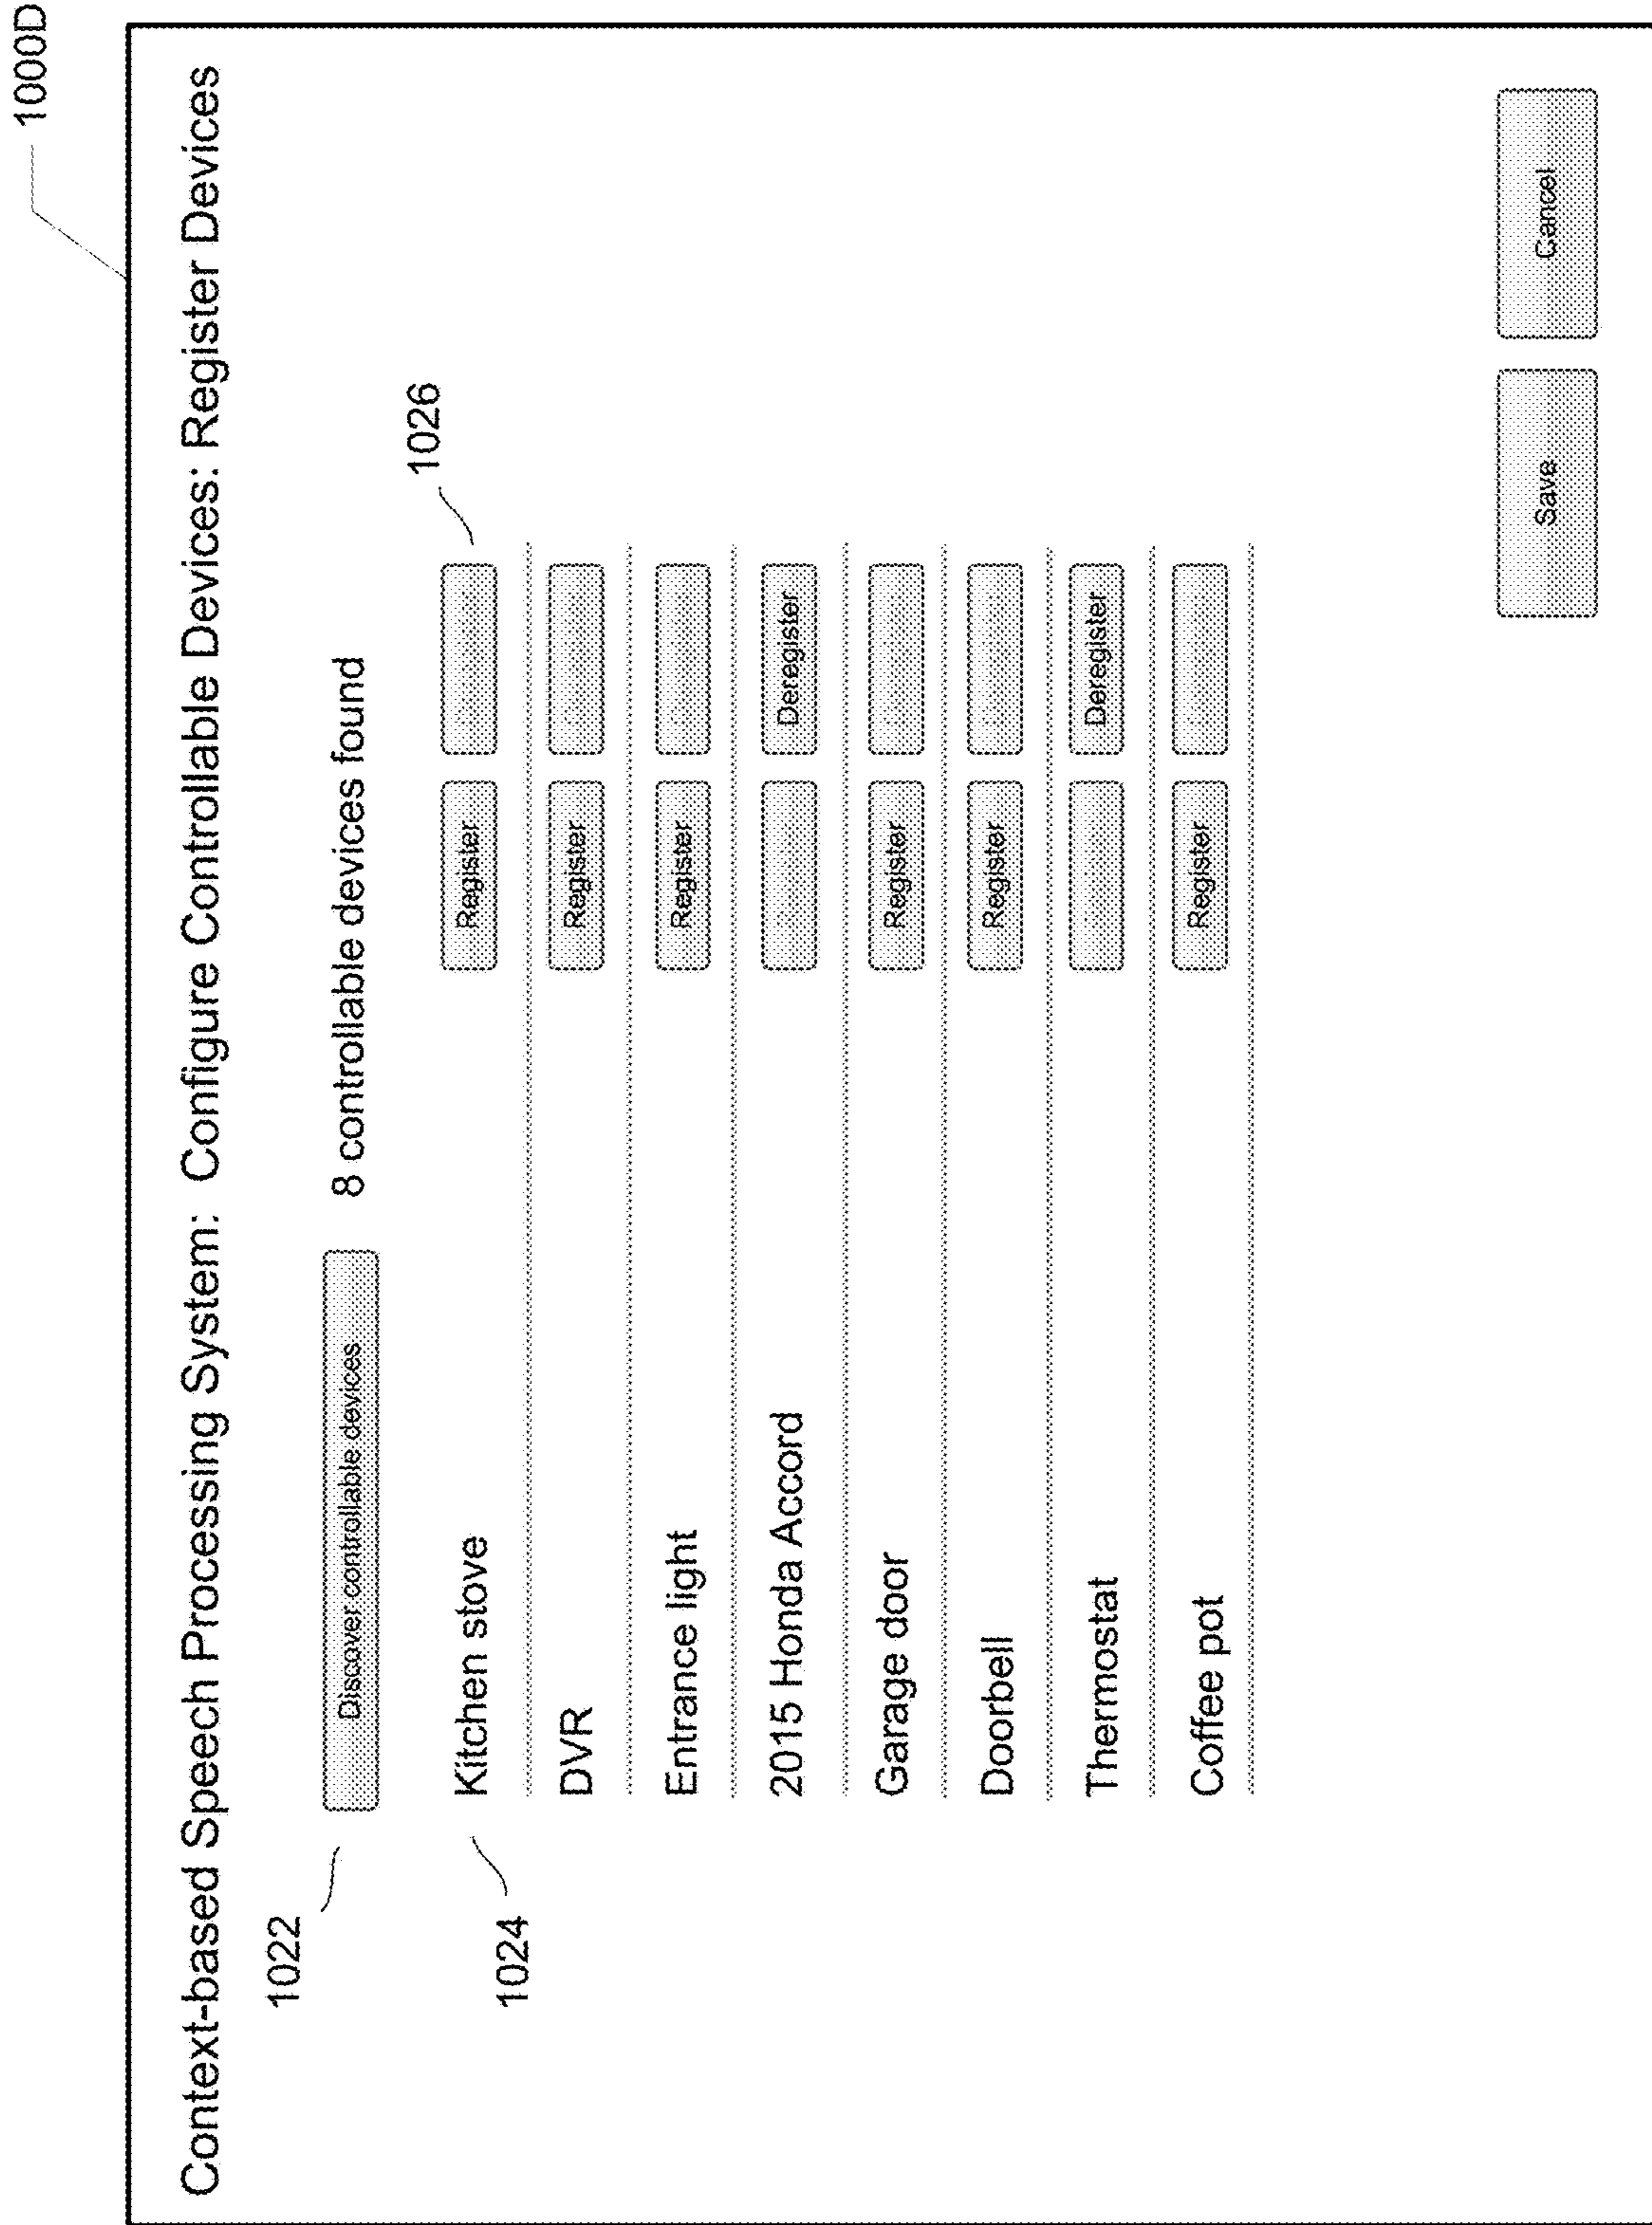 1000D
Context-based Speech Processing System: Configure Controllable Devices: Register Devices
1022
Discover controllable devices 8 controllable devices found
1026
1024
Kitchen stove Register
DVR Register
Entrance light Register
2015 Honda Accord Deregister
Garage door Register
Doorbell Register
Thermostat Deregister
Coffee pot Register
Save Cancel